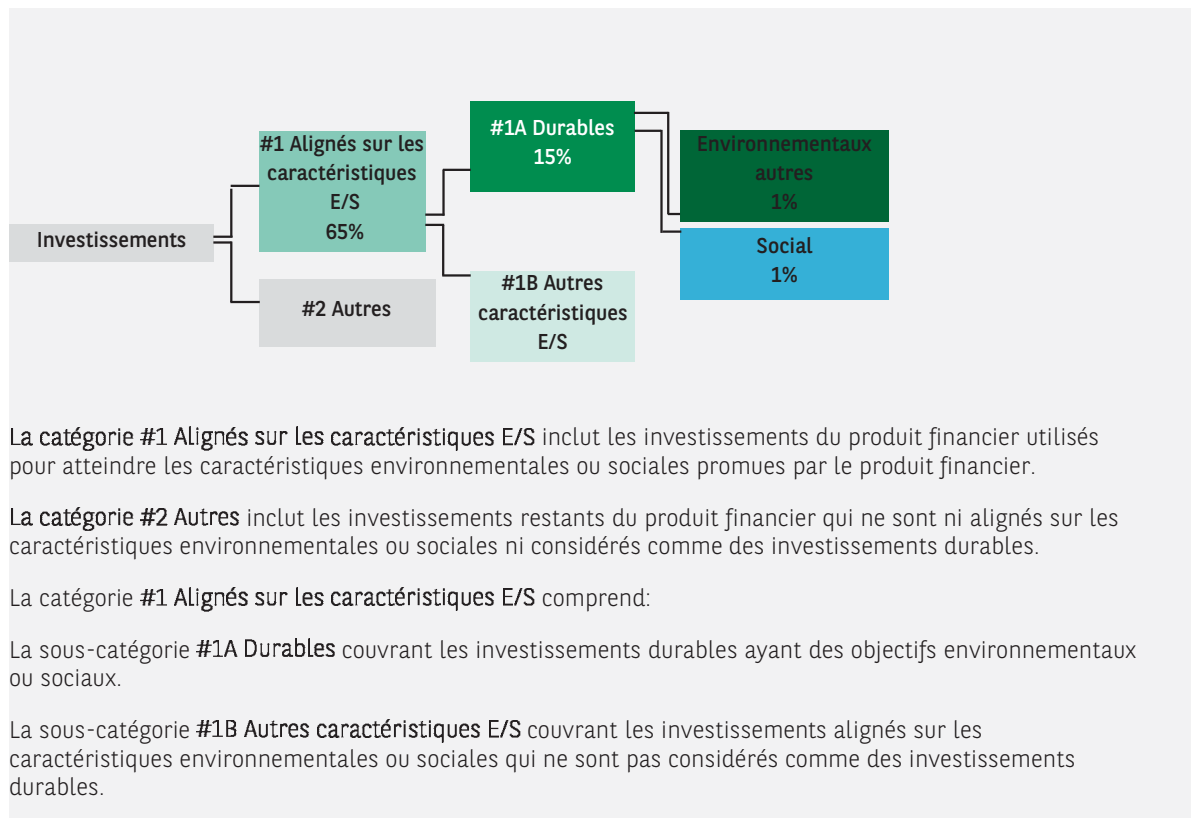 #1A Durables
15%
#1 Alignés sur les
caractéristiques
E/S
65%
Environnementaux
autres
1%
Investissements
Social
1%
#2 Autres
#1B Autres
caractéristiques
E/S
La catégorie #1 Alignés sur les caractéristiques E/S inclut les investissements du produit financier utilisés
pour atteindre les caractéristiques environnementales ou sociales promues par le produit financier.
La catégorie #2 Autres inclut les investissements restants du produit financier qui ne sont ni alignés sur les
caractéristiques environnementales ou sociales ni considérés comme des investissements durables.
La catégorie #1 Alignés sur les caractéristiques E/S comprend:
La sous-catégorie #1A Durables couvrant les investissements durables ayant des objectifs environnementaux
ou sociaux.
La sous-catégorie #1B Autres caractéristiques E/S couvrant les investissements alignés sur les
caractéristiques environnementales ou sociales qui ne sont pas considérés comme des investissements
durables.